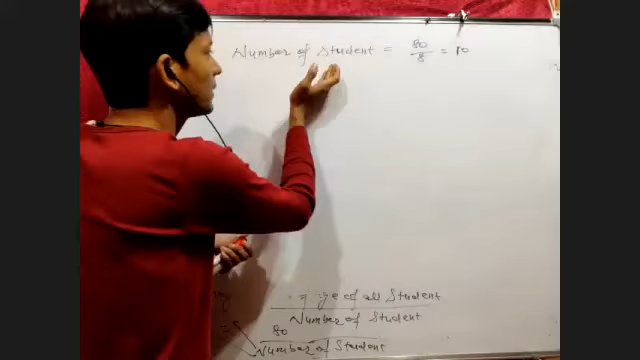 Number of Student = 80/8 = 10
of all Student
Number of Student
= 80
Number of Student